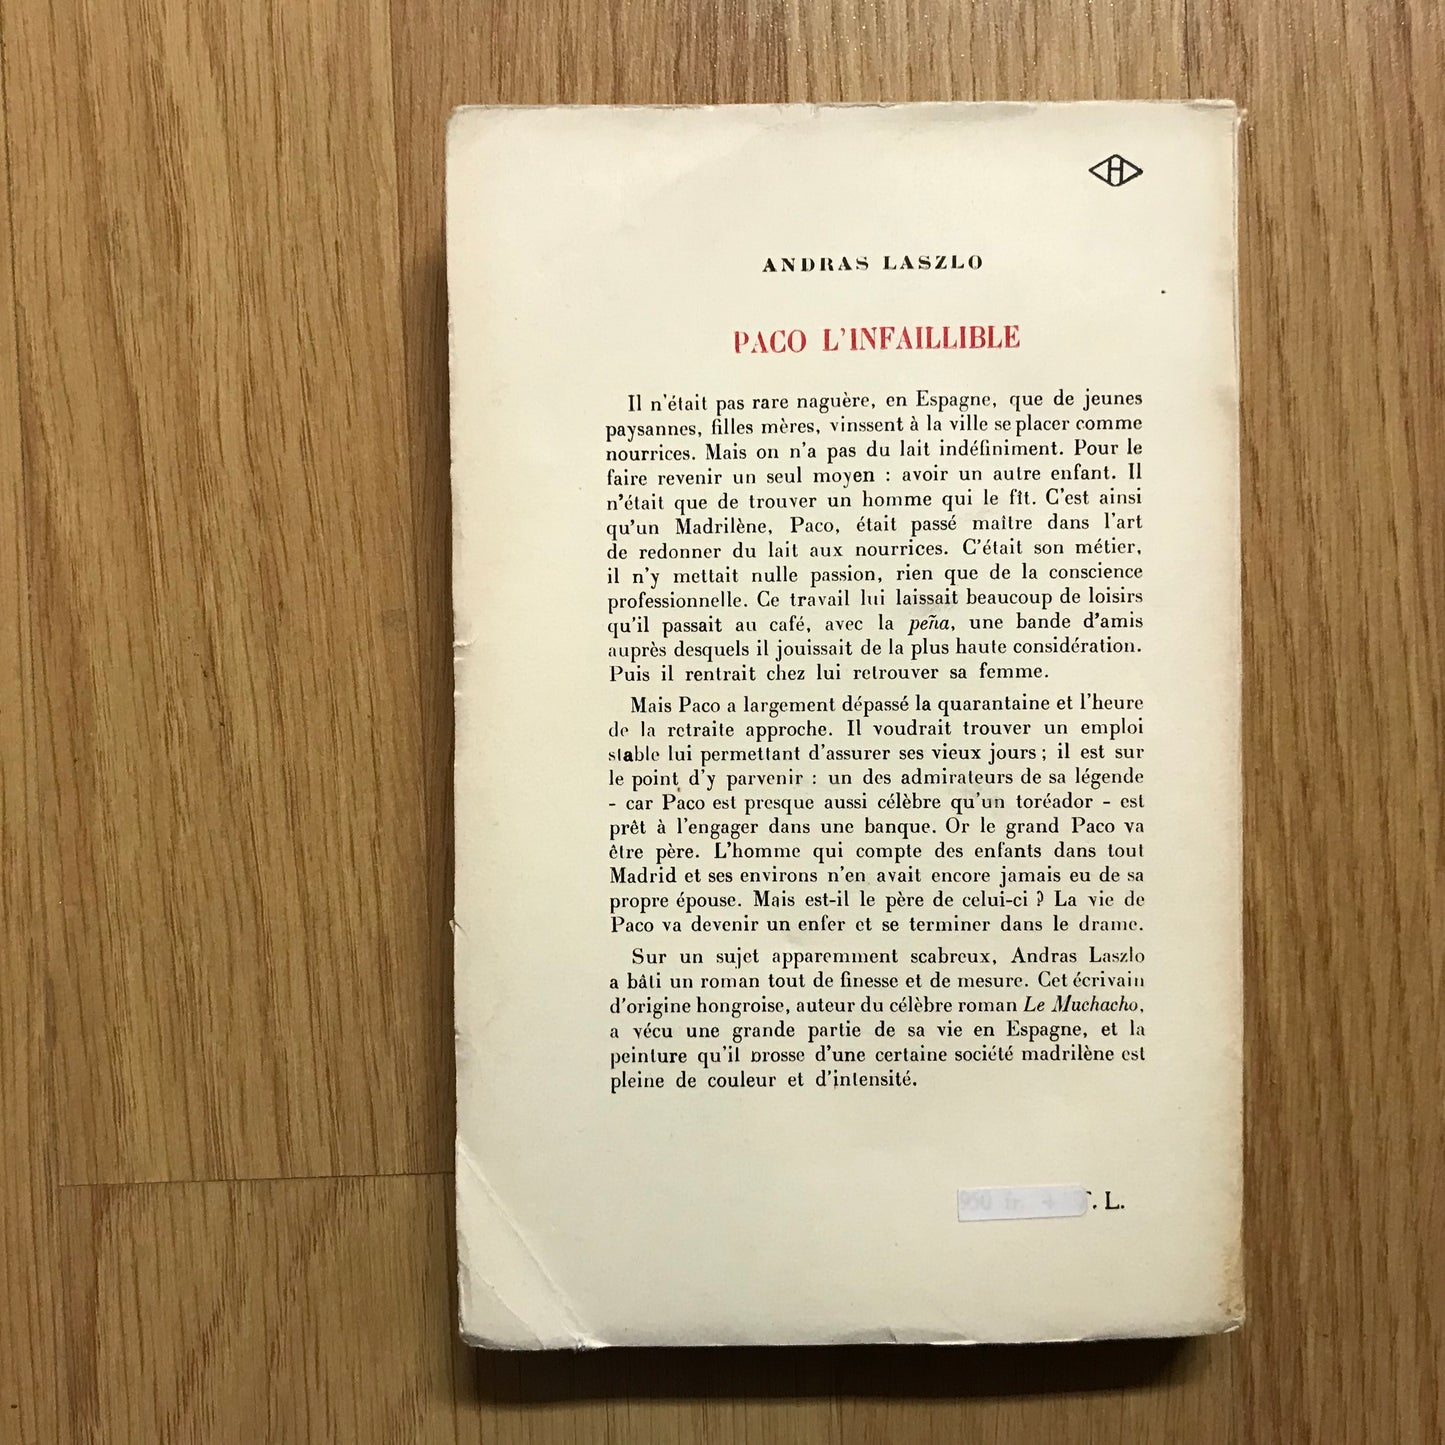 H
ANDRAS LASZLO
PACO L'INFAILLIBLE
Il n'était pas rare naguère, en Espagne, que de jeunes
paysannes, filles mères, vinssent à la ville se placer comme
nourrices. Mais on n'a pas du lait indéfiniment. Pour le
faire revenir un seul moyen : avoir un autre enfant. Il
n'était que de trouver un homme qui le fît. C'est ainsi
qu'un Madrilène, Paco, était passé maître dans l'art
de redonner du lait aux nourrices. C'était son métier,
il n'y mettait nulle passion, rien que de la conscience
professionnelle. Ce travail lui laissait beaucoup de loisirs
qu'il passait au café, avec la peña, une bande d'amis
auprès desquels il jouissait de la plus haute considération.
Puis il rentrait chez lui retrouver sa femme.
Mais Paco a largement dépassé la quarantaine et l'heure
de la retraite approche. Il voudrait trouver un emploi
stable lui permettant d'assurer ses vieux jours ; il est sur
le point d'y parvenir : un des admirateurs de sa légende
- car Paco est presque aussi célèbre qu'un toréador - est
prêt à l'engager dans une banque. Or le grand Paco va
être père. L'homme qui compte des enfants dans tout
Madrid et ses environs n'en avait encore jamais eu de sa
propre épouse. Mais est-il le père de celui-ci ? La vie de
Paco va devenir un enfer et se terminer dans le drame.
Sur un sujet apparemment scabreux, Andras Laszlo
a bâti un roman tout de finesse et de mesure. Cet écrivain
d'origine hongroise, auteur du célèbre roman Le Muchacho,
a vécu une grande partie de sa vie en Espagne, et la
peinture qu'il brosse d'une certaine société madrilène est
pleine de couleur et d'intensité.
950 fr. + T. L.